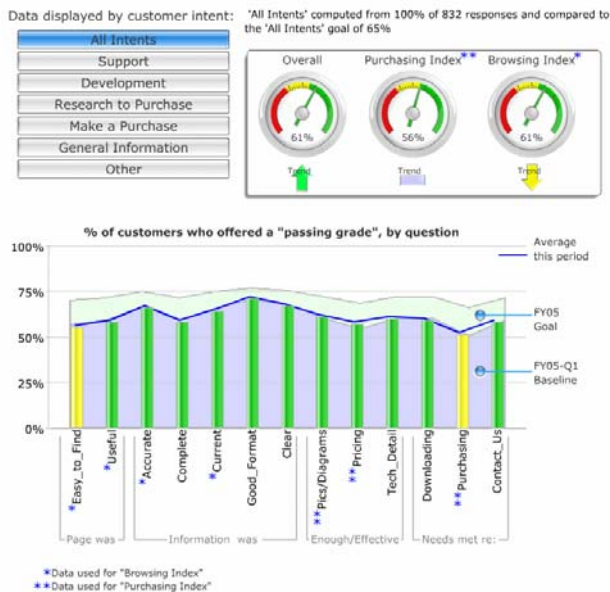 Data displayed by customer intent:
All Intents
Support
Development
Research to Purchase
Make a Purchase
General Information
Other
'All Intents' computed from 100% of 832 responses and compared to
the 'All Intents' goal of 65%
Overall
Purchasing Index**
Browsing Index*
61%
56%
61%
Trend
Trend
Trend
% of customers who offered a "passing grade", by question
100%
75%
50%
25%
0%
Average
this period
FY05
Goal
FY05-Q1
Baseline
*Easy_to_Find
*Useful
*Accurate
Complete
*Current
Good_Format
Clear
**Pics/Diagrams
**Pricing
Tech_Detail
Downloading
**Purchasing
Contact_Us
Page was
Information was
Enough/Effective
Needs met re:
*Data used for "Browsing Index"
**Data used for "Purchasing Index"